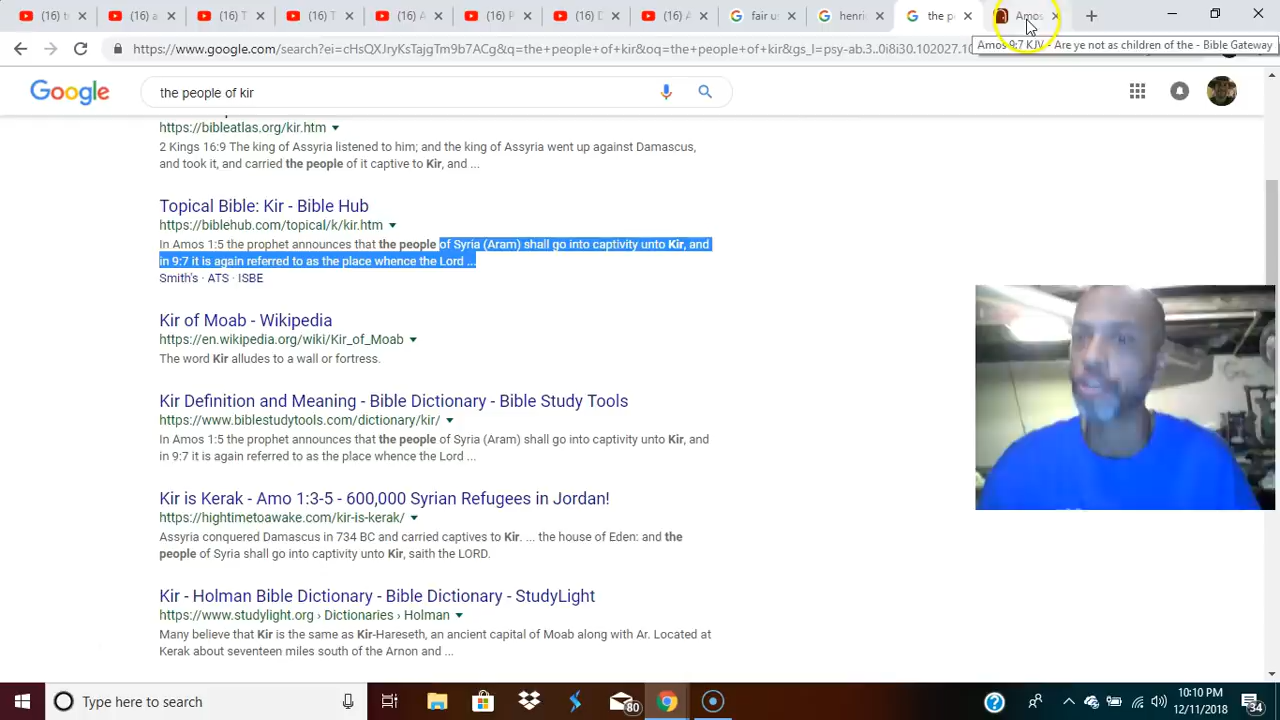 (16) t
(16) a
(16) T
(16) T
(16) A
(16) P
(16) D
(16) A
fair us
henri
the p
Amos
https://www.google.com/search?ei=cHsQXJryKsTajgTm9b7ACg&q=the+people+of+kir&oq=the+people+of+kir&gs_l=psy-ab.3..0i8i30.102027.10
Amos 9:7 KJV - Are ye not as children of the - Bible Gateway
Google
the people of kir
https://bibleatlas.org/kir.htm
2 Kings 16:9 The king of Assyria listened to him; and the king of Assyria went up against Damascus,
and took it, and carried the people of it captive to Kir, and ...
Topical Bible: Kir - Bible Hub
https://biblehub.com/topical/k/kir.htm
In Amos 1:5 the prophet announces that the people of Syria (Aram) shall go into captivity unto Kir, and
in 9:7 it is again referred to as the place whence the Lord ...
Smith's · ATS · ISBE
Kir of Moab - Wikipedia
https://en.wikipedia.org/wiki/Kir_of_Moab
The word Kir alludes to a wall or fortress.
Kir Definition and Meaning - Bible Dictionary - Bible Study Tools
https://www.biblestudytools.com/dictionary/kir/
In Amos 1:5 the prophet announces that the people of Syria (Aram) shall go into captivity unto Kir, and
in 9:7 it is again referred to as the place whence the Lord ...
Kir is Kerak - Amo 1:3-5 - 600,000 Syrian Refugees in Jordan!
https://hightimetoawake.com/kir-is-kerak/
Assyria conquered Damascus in 734 BC and carried captives to Kir. ... the house of Eden: and the
people of Syria shall go into captivity unto Kir, saith the LORD.
Kir - Holman Bible Dictionary - Bible Dictionary - StudyLight
https://www.studylight.org › Dictionaries › Holman
Many believe that Kir is the same as Kir-Hareseth, an ancient capital of Moab along with Ar. Located at
Kerak about seventeen miles south of the Arnon and ...
Type here to search
80
10:10 PM
12/11/2018
34